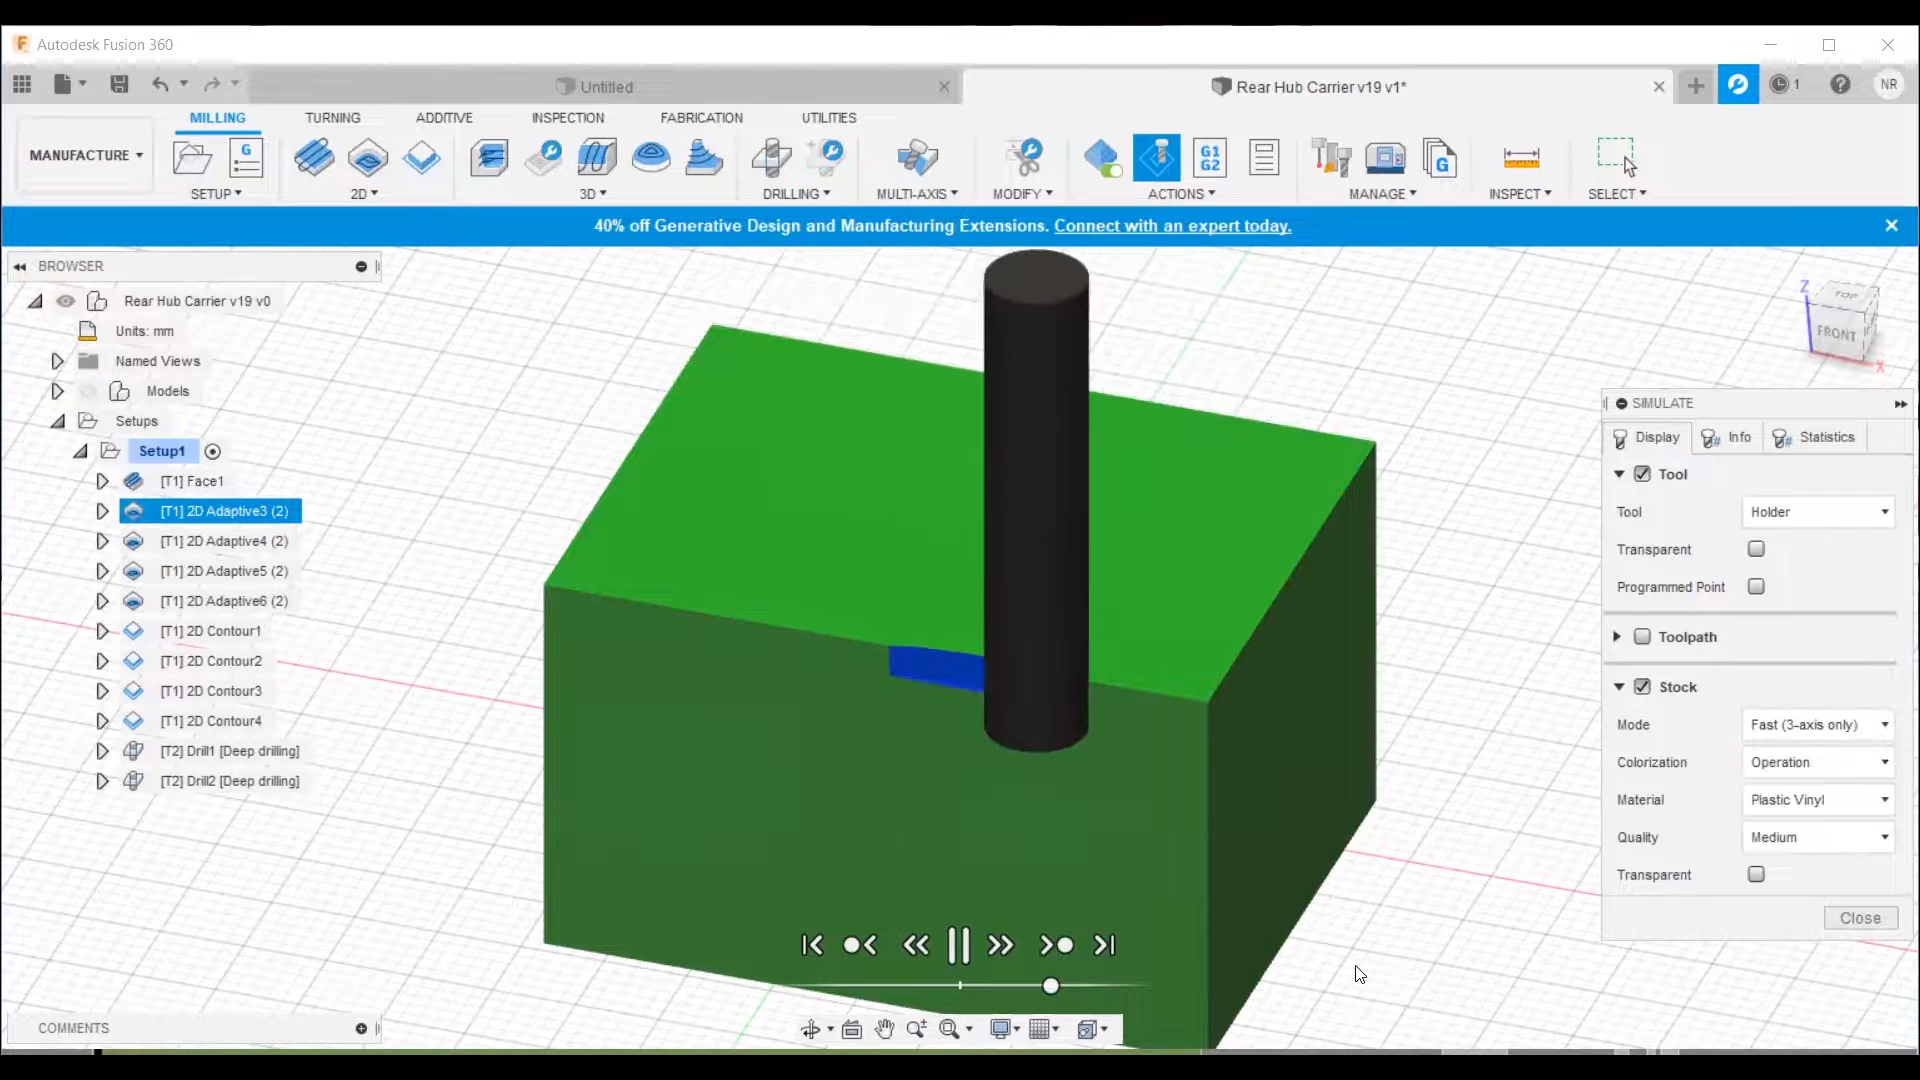 Autodesk Fusion 360
Untitled
Rear Hub Carrier v19 v1*
1
NR
MILLING
TURNING
ADDITIVE
INSPECTION
FABRICATION
UTILITIES
MANUFACTURE
G
G1
G2
G
SETUP
2D
3D
DRILLING
MULTI-AXIS
MODIFY
ACTIONS
MANAGE
INSPECT
SELECT
40% off Generative Design and Manufacturing Extensions. Connect with an expert today.
BROWSER
Rear Hub Carrier v19 v0
Units: mm
Named Views
Models
Setups
Setup1
[T1] Face1
[T1] 2D Adaptive3 (2)
[T1] 2D Adaptive4 (2)
[T1] 2D Adaptive5 (2)
[T1] 2D Adaptive6 (2)
[T1] 2D Contour1
[T1] 2D Contour2
[T1] 2D Contour3
[T1] 2D Contour4
[T2] Drill1 [Deep drilling]
[T2] Drill2 [Deep drilling]
COMMENTS
Z
TOP
FRONT
X
SIMULATE
Display
Info
Statistics
Tool
Tool
Holder
Transparent
Programmed Point
Toolpath
Stock
Mode
Fast (3-axis only)
Colorization
Operation
Material
Plastic Vinyl
Quality
Medium
Transparent
Close